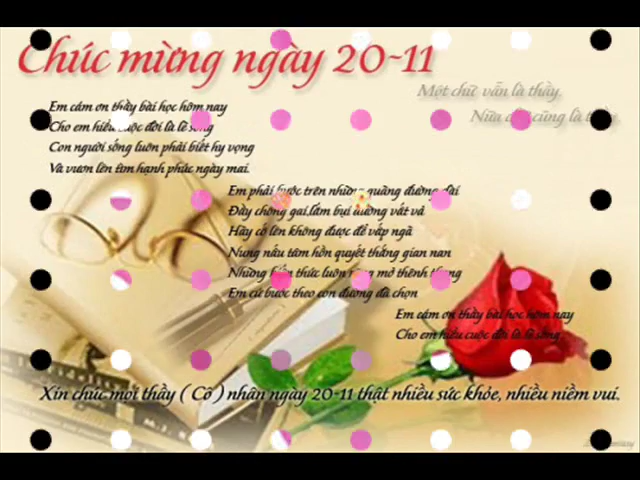 Chúc mừng ngày 20-11
Một chữ vẫn là thầy.
Nửa cũng là
Em cám ơn thầy bài học hôm nay
Cho em hiểu cuộc đời là lẽ sống
Con người sống luôn phải biết hy vọng
Và vươn lên tìm hạnh phúc ngày mai.
Em phải bước trên những quãng đường dài
Đầy chông gai, lắm bụi đường vất vả
Hãy cố lên không được để vấp ngã
Nung nấu tâm hồn quyết thắng gian nan
Những kiến thức luôn mở thênh thang
Em cứ bước theo con đường đã chọn
Em cám ơn thầy bài học hôm nay
Cho em hiểu cuộc đời là lẽ sống
Xin chúc mọi thầy ( Cô ) nhân ngày 20-11 thật nhiều sức khỏe, nhiều niềm vui.